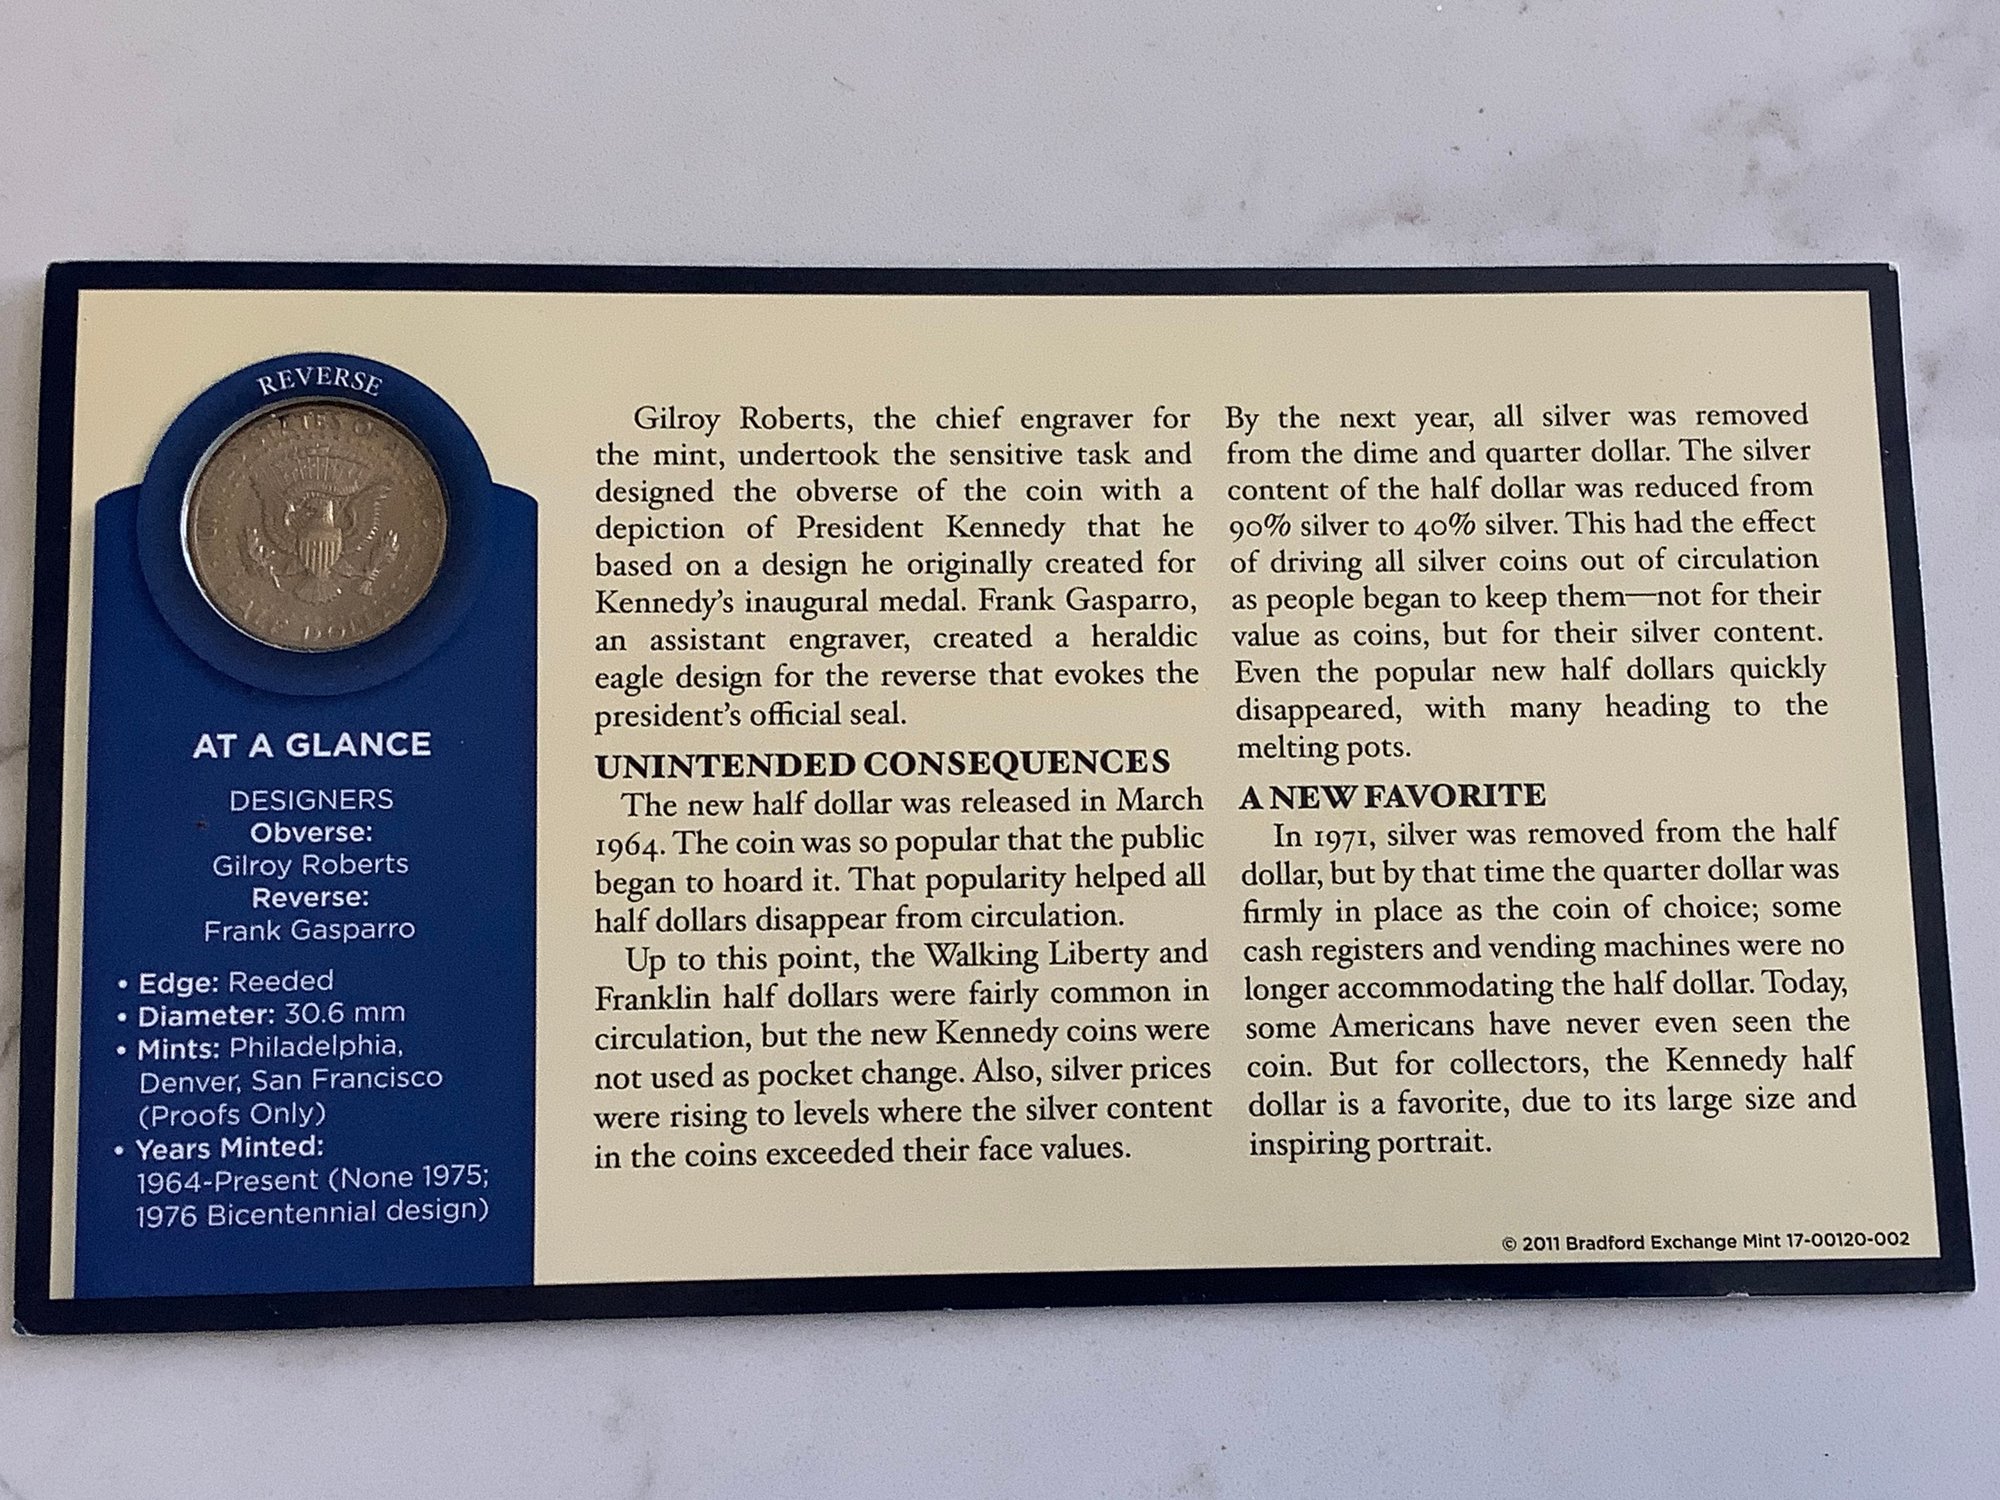 REVERSE
STATES OF
DOLLA
AT A GLANCE
DESIGNERS
Obverse:
Gilroy Roberts
Reverse:
Frank Gasparro
• Edge: Reeded
• Diameter: 30.6 mm
• Mints: Philadelphia,
Denver, San Francisco
(Proofs Only)
• Years Minted:
1964-Present (None 1975;
1976 Bicentennial design)
Gilroy Roberts, the chief engraver for
the mint, undertook the sensitive task and
designed the obverse of the coin with a
depiction of President Kennedy that he
based on a design he originally created for
Kennedy's inaugural medal. Frank Gasparro,
an assistant engraver, created a heraldic
eagle design for the reverse that evokes the
president's official seal.
UNINTENDED CONSEQUENCES
The new half dollar was released in March
1964. The coin was so popular that the public
began to hoard it. That popularity helped all
half dollars disappear from circulation.
Up to this point, the Walking Liberty and
Franklin half dollars were fairly common in
circulation, but the new Kennedy coins were
not used as pocket change. Also, silver prices
were rising to levels where the silver content
in the coins exceeded their face values.
By the next year, all silver was removed
from the dime and quarter dollar. The silver
content of the half dollar was reduced from
90% silver to 40% silver. This had the effect
of driving all silver coins out of circulation
as people began to keep them—not for their
value as coins, but for their silver content.
Even the popular new half dollars quickly
disappeared, with many heading to the
melting pots.
A NEW FAVORITE
In 1971, silver was removed from the half
dollar, but by that time the quarter dollar was
firmly in place as the coin of choice; some
cash registers and vending machines were no
longer accommodating the half dollar. Today,
some Americans have never even seen the
coin. But for collectors, the Kennedy half
dollar is a favorite, due to its large size and
inspiring portrait.
© 2011 Bradford Exchange Mint 17-00120-002